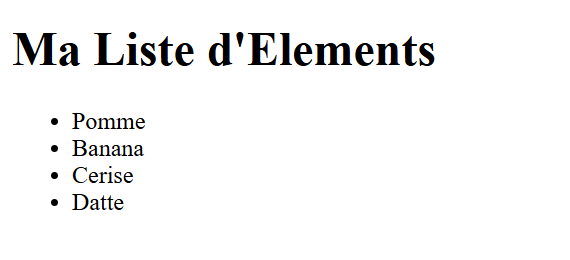 Ma Liste d'Elements
Pomme
Banana
Cerise
Datte